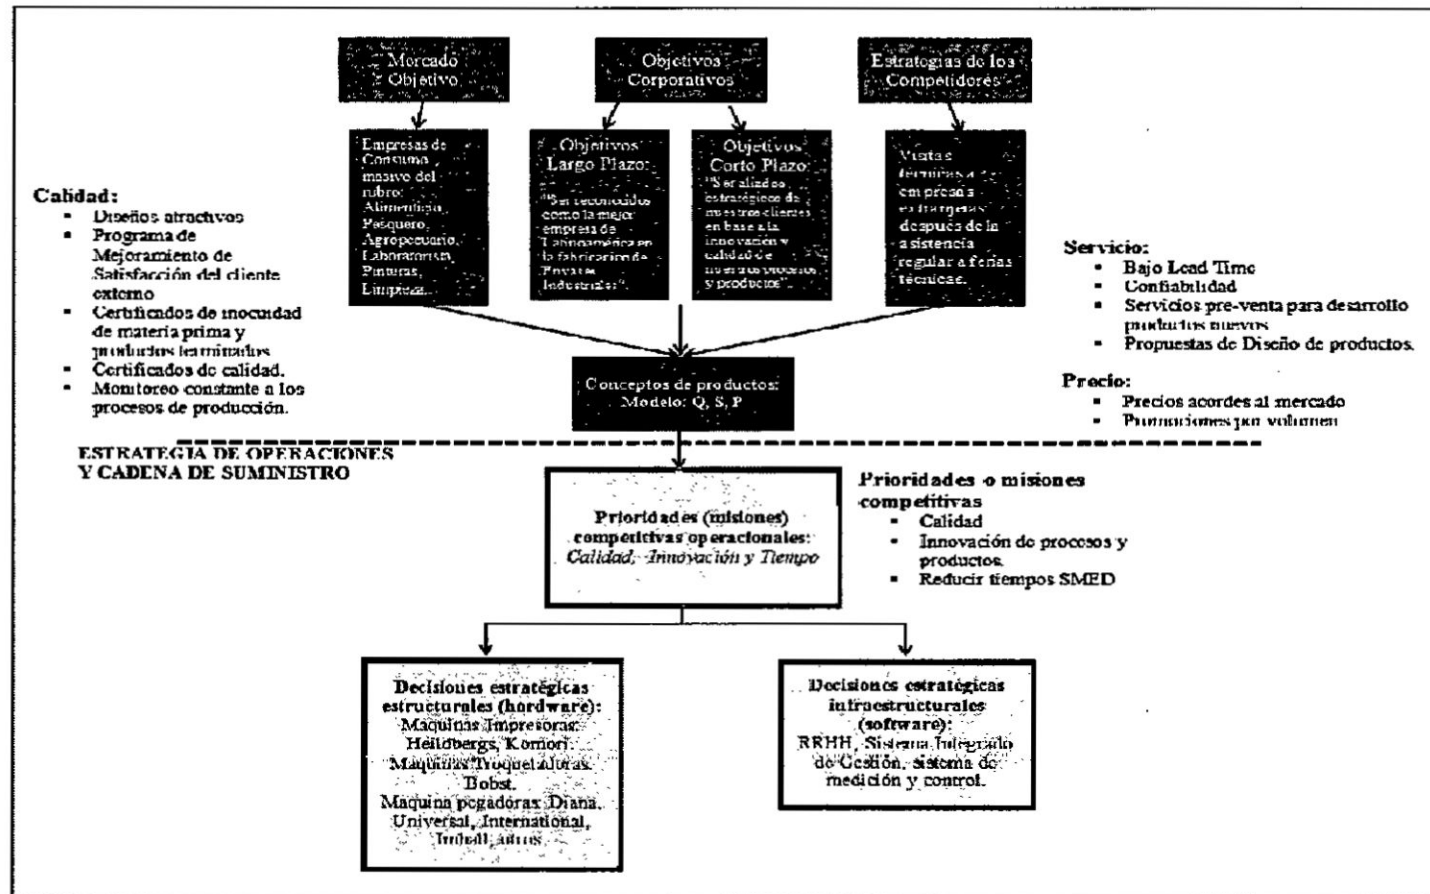 Mercado
Objetivo
Objetivos
Corporativos
Estrategias de los
Competidores
Empresas de
Consumo
masivo del
rubro:
Alimenticio,
Pesquero,
Agropecuario,
Pinturas,
Limpieza.
Objetivos
Largo Plazo:
"Ser reconocidos
como la mejor
empresa de
Latinoamérica en
la fabricación de
Envases
Industriales".
Objetivos
Corto Plazo:
"Ser aliados
estratégicos de
nuestros clientes
en base a la
innovación y
calidad de
nuestros procesos
y productos".
Visitas
técnicas a
empresas
extranjeras
después de la
asistencia
regular a ferias
técnicas.
Calidad:
▪ Diseños atractivos
▪ Programa de
Mejoramiento de
Satisfacción del cliente
externo
▪ Certificados de inocuidad
de materia prima y
productos terminados
▪ Certificados de calidad.
▪ Monitoreo constante a los
procesos de producción.
Servicio:
▪ Bajo Lead Time
▪ Confiabilidad
▪ Servicios pre-venta para desarrollo
productos nuevos
▪ Propuestas de Diseño de productos.
Precio:
▪ Precios acordes al mercado
▪ Promociones por volumen
Conceptos de productos:
Modelo: Q, S, P
ESTRATEGIA DE OPERACIONES
Y CADENA DE SUMINISTRO
Prioridades (misiones)
competitivas operacionales:
Calidad, Innovación y Tiempo
Prioridades o misiones
competitivas
▪ Calidad
▪ Innovación de procesos y
productos.
▪ Reducir tiempos SMED
Decisiones estratégicas
estructurales (hardware):
Maquinas Impresoras:
Heildbergs, Komori.
Maquinas Troqueladoras:
Bobst.
Maquina pegadoras: Diana,
Universal, International,
otros
Decisiones estratégicas
infraestructurales
(software):
RRHH, Sistema Integrado
de Gestión, sistema de
medición y control.